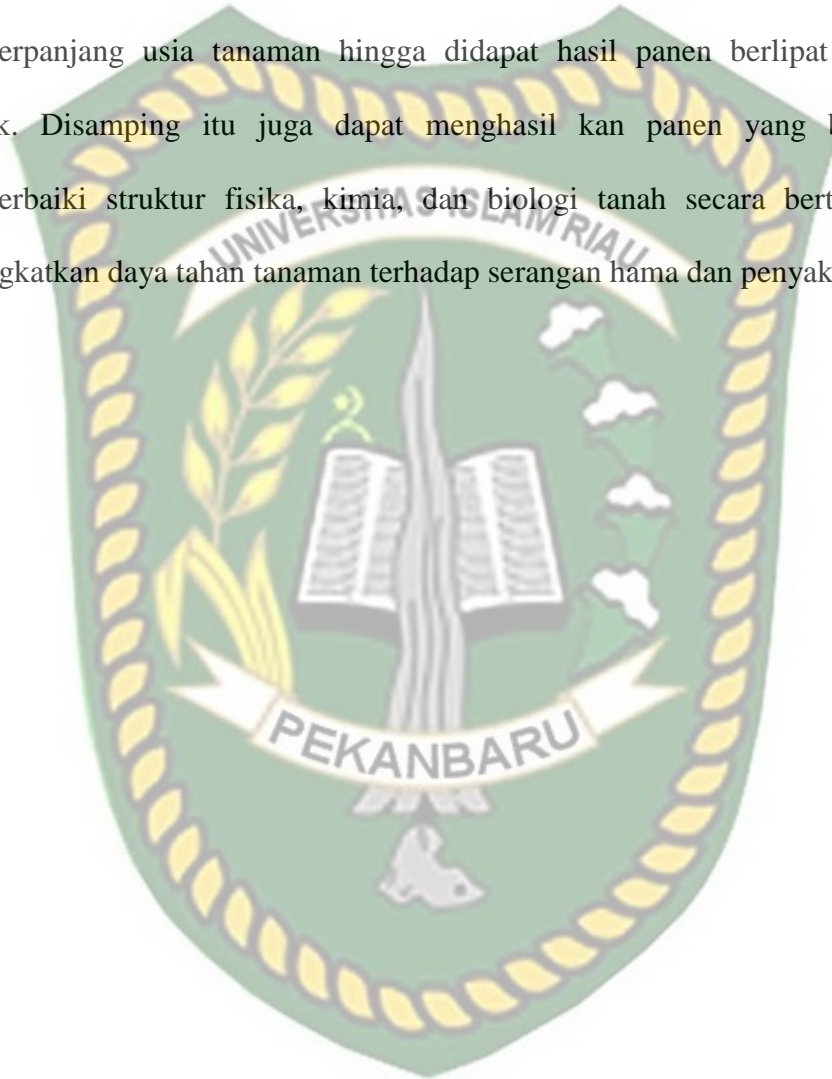 erpanjang usia tanaman hingga didapat hasil panen berlipat
k. Disamping itu juga dapat menghasil kan panen yang
erbaiki struktur fisika, kimia, dan biologi tanah secara bert
gkatkan daya tahan tanaman terhadap serangan hama dan penyak
UNIVERSITAS ISLAM RIAU
PEKANBARU